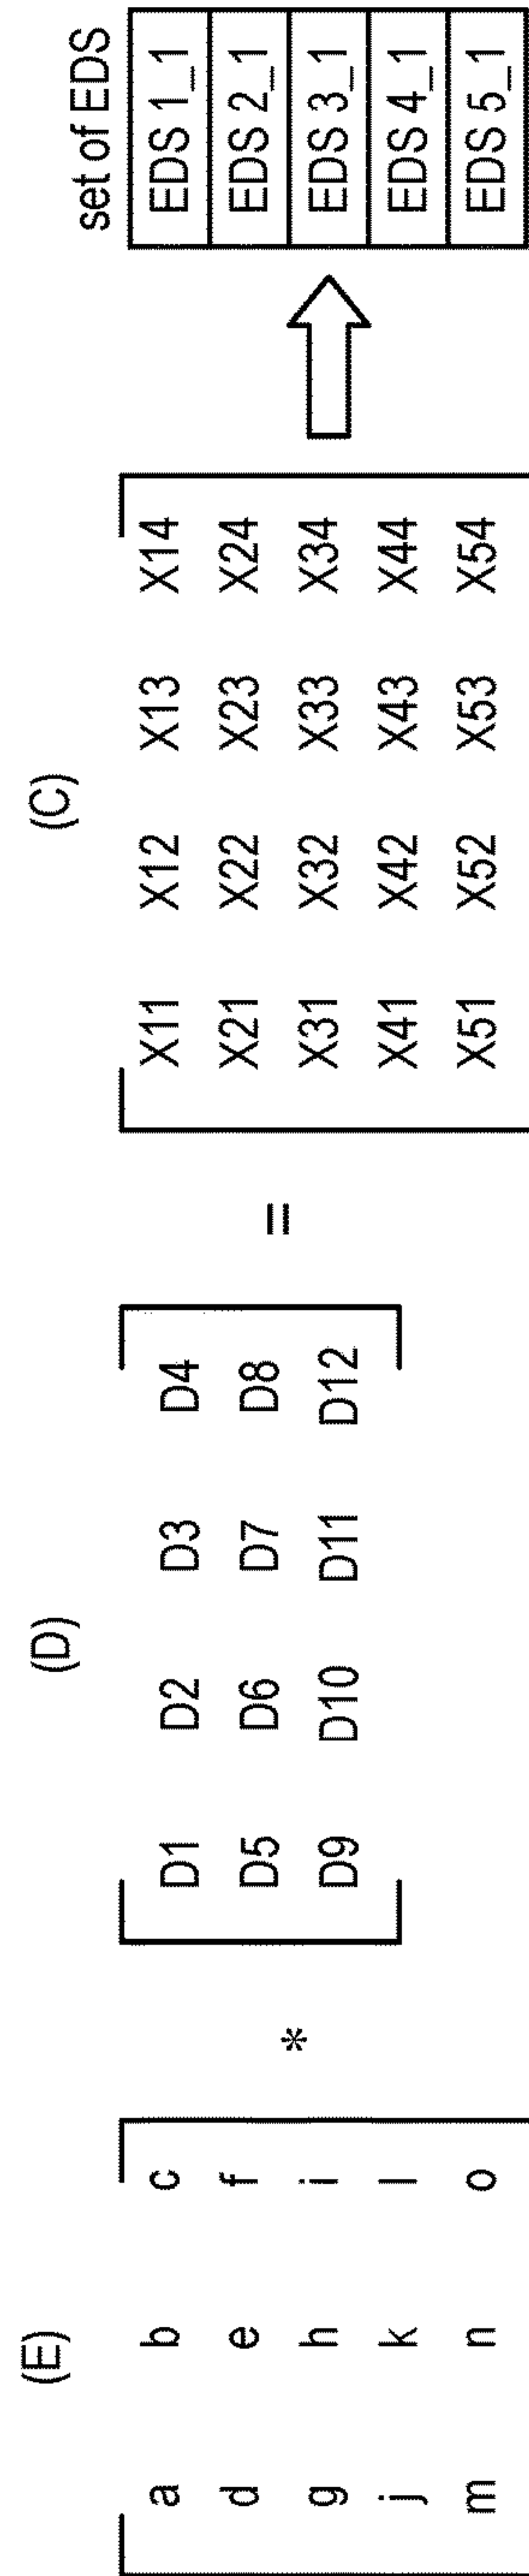 (E) (D) (C) set of EDS
a b c D1 D2 D3 D4 X11 X12 X13 X14 EDS 1_1
d e f D5 D6 D7 D8 X21 X22 X23 X24 EDS 2_1
g h i * D9 D10 D11 D12 = X31 X32 X33 X34 EDS 3_1
j k l X41 X42 X43 X44 EDS 4_1
m n o X51 X52 X53 X54 EDS 5_1